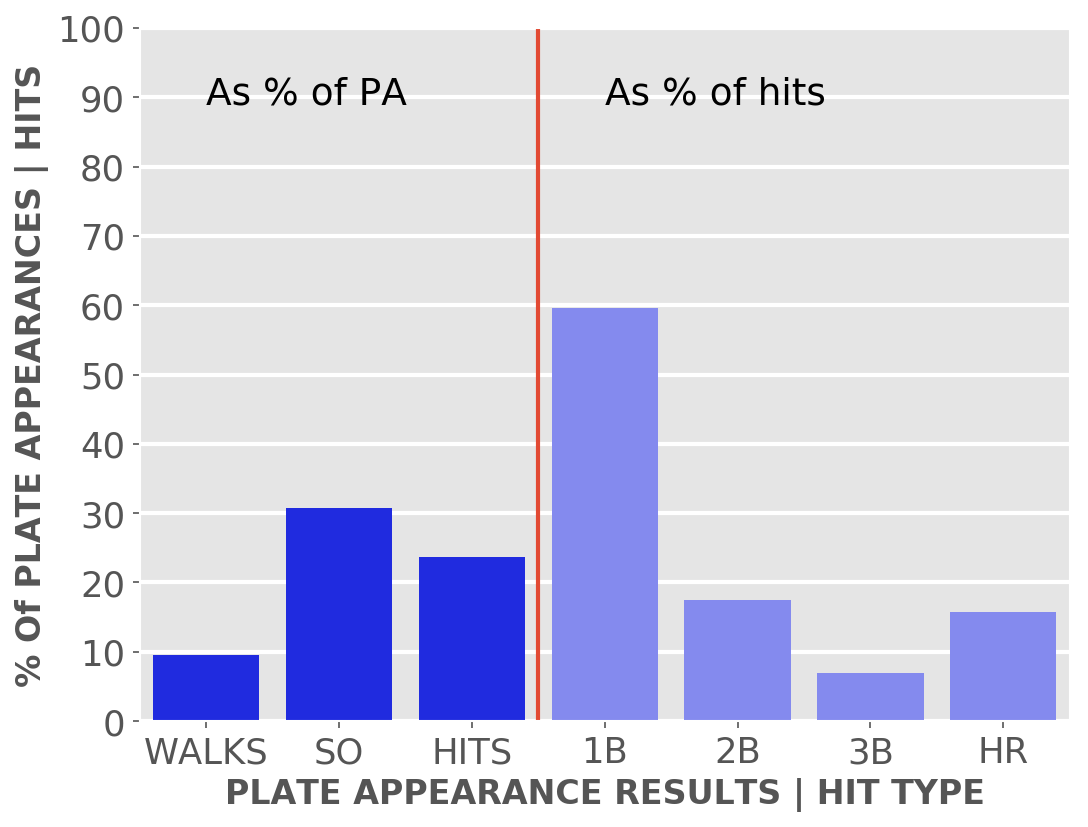 % Of PLATE APPEARANCES | HITS
100
90
80
70
60
50
40
30
20
10
0
As % of PA
As % of hits
WALKS SO HITS 1B 2B 3B HR
PLATE APPEARANCE RESULTS | HIT TYPE